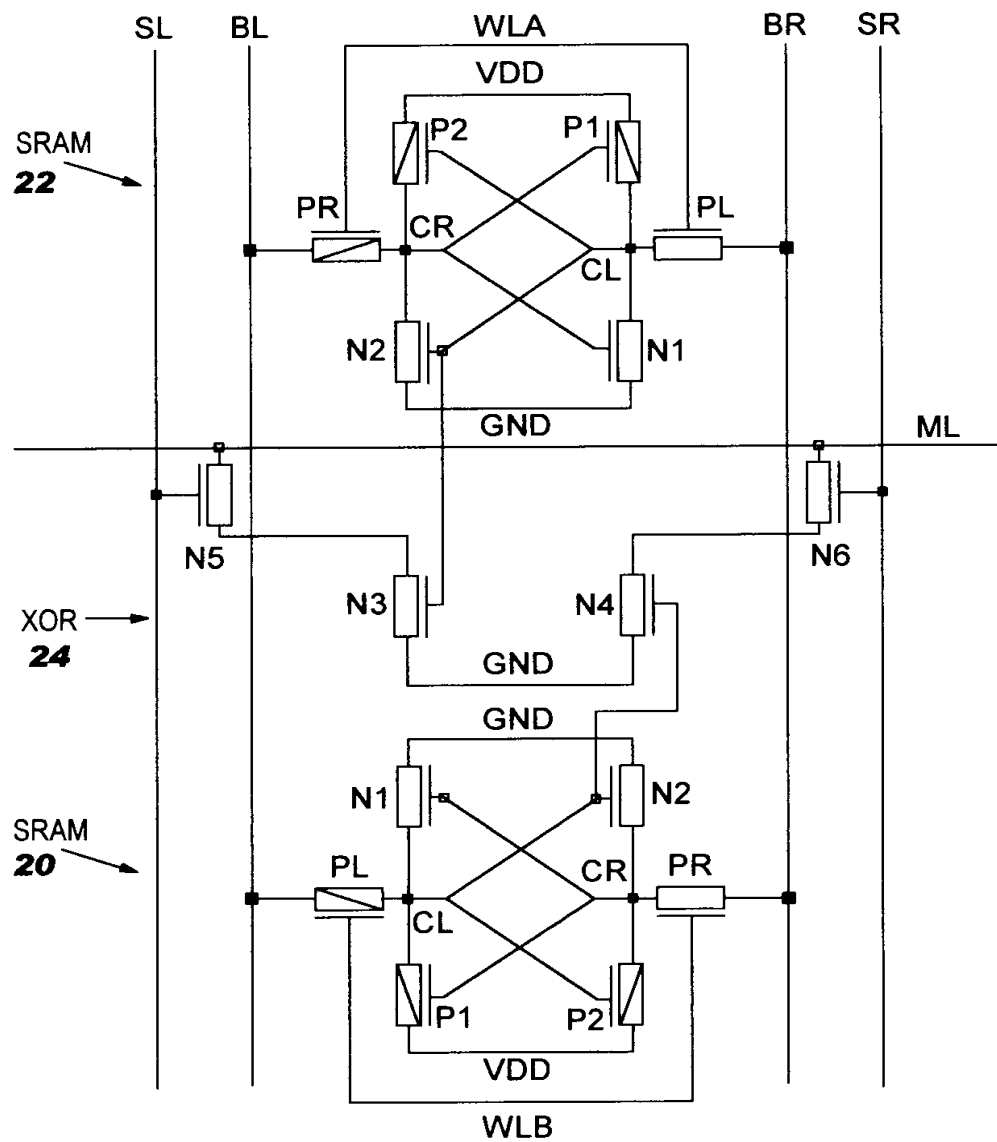 SL BL WLA BR SR
VDD
P2 P1
SRAM
22
PR CR PL
CL
N2 N1
GND
ML
N5 N6
N3 N4
XOR
24
GND
GND
N1 N2
SRAM
20
PL CR PR
CL
P1 P2
VDD
WLB